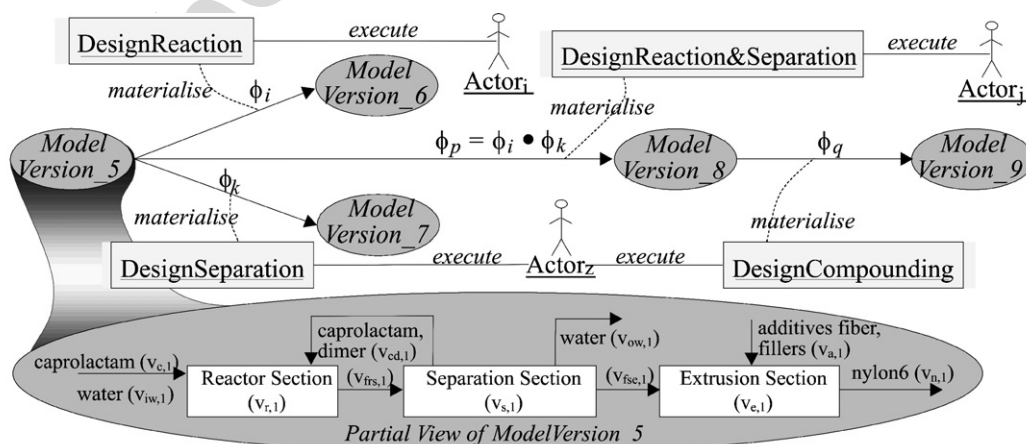 DesignReaction
execute
Actor_i
DesignReaction&Separation
execute
Actor_j
materialise
ϕ_i
Model
Version_6
materialise
Model
Version_5
ϕ_p = ϕ_i • ϕ_k
Model
Version_8
ϕ_q
Model
Version_9
ϕ_k
materialise
Model
Version_7
materialise
DesignSeparation
execute
Actor_z
execute
DesignCompounding
caprolactam (v_c,1)
water (v_iw,1)
Reactor Section
(v_r,1)
caprolactam,
dimer (v_cd,1)
(v_frs,1)
Separation Section
(v_s,1)
water (v_ow,1)
(v_fse,1)
additives fiber,
fillers (v_a,1)
Extrusion Section
(v_e,1)
nylon6 (v_n,1)
Partial View of ModelVersion_5